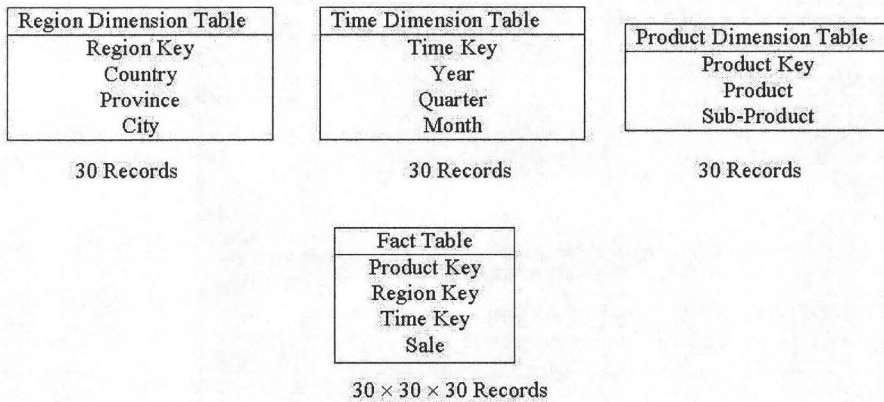 Region Dimension Table
Region Key
Country
Province
City
30 Records
Time Dimension Table
Time Key
Year
Quarter
Month
30 Records
Product Dimension Table
Product Key
Product
Sub-Product
30 Records
Fact Table
Product Key
Region Key
Time Key
Sale
30 × 30 × 30 Records